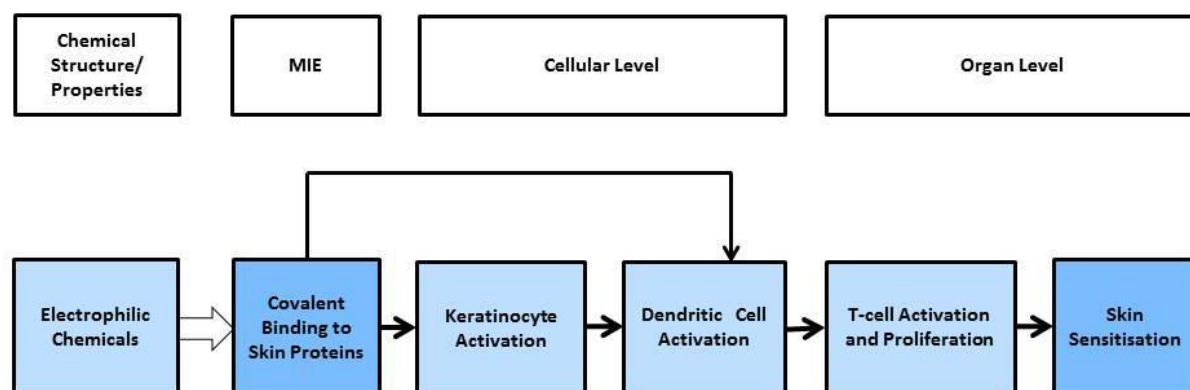 Chemical
Structure/
Properties
MIE
Cellular Level
Organ Level
Electrophilic
Chemicals
Covalent
Binding to
Skin Proteins
Keratinocyte
Activation
Dendritic Cell
Activation
T-cell Activation
and Proliferation
Skin
Sensitisation